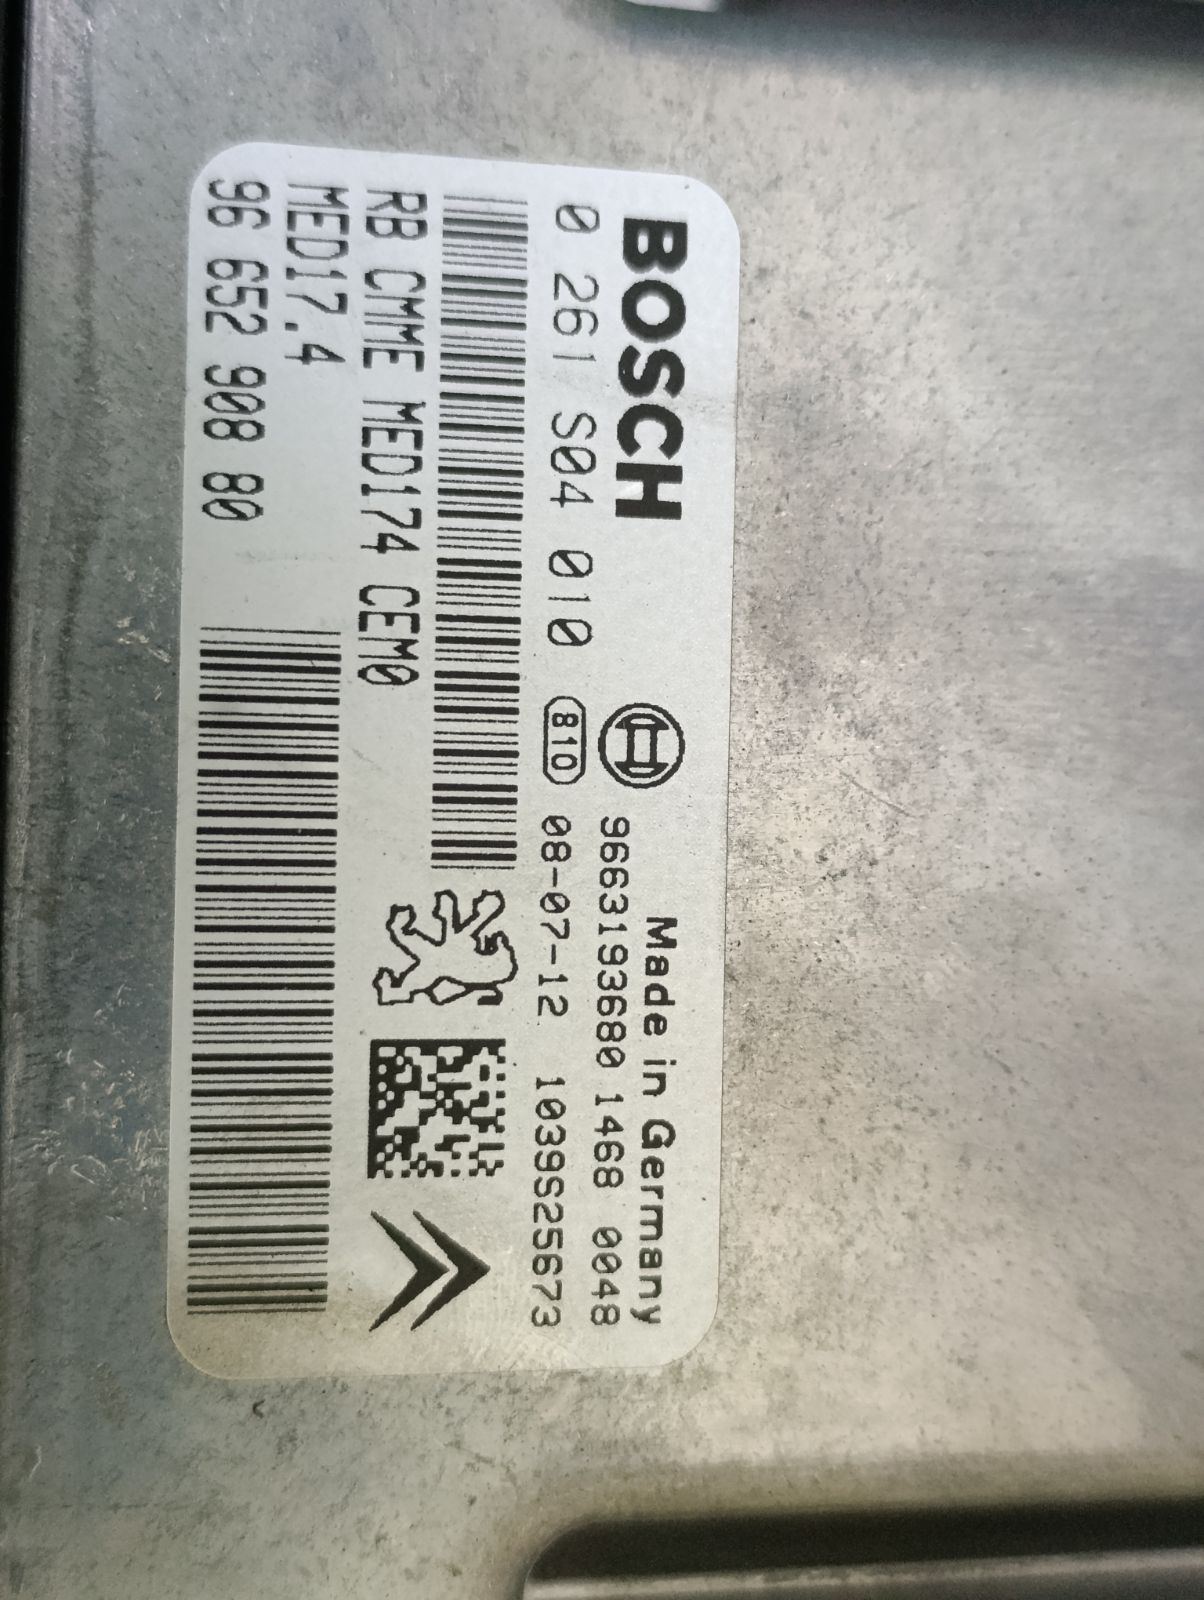 BOSCH
Made in Germany
9663193680 1468 0048
0 261 S04 010 810 08-07-12 1039S25673
RB CMME MED174 CEM0
MED17.4
96 652 908 80